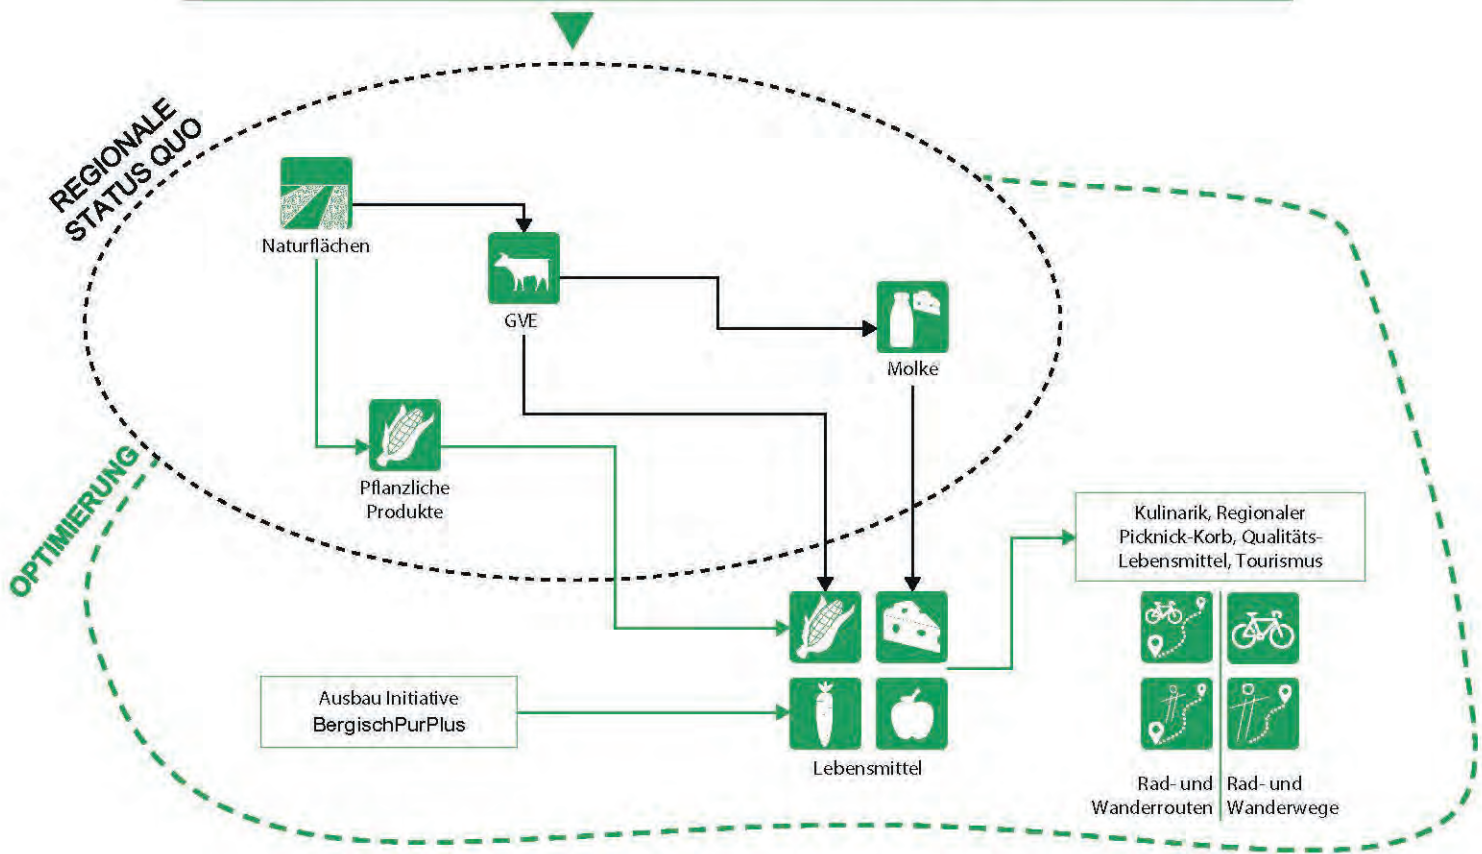 REGIONALE
STATUS QUO
Naturflächen
GVE
Molke
Pflanzliche
Produkte
OPTIMIERUNG
Kulinarik, Regionaler
Picknick-Korb, Qualitäts-
Lebensmittel, Tourismus
Ausbau Initiative
BergischPurPlus
Lebensmittel
Rad- und
Wanderrouten
Rad- und
Wanderwege